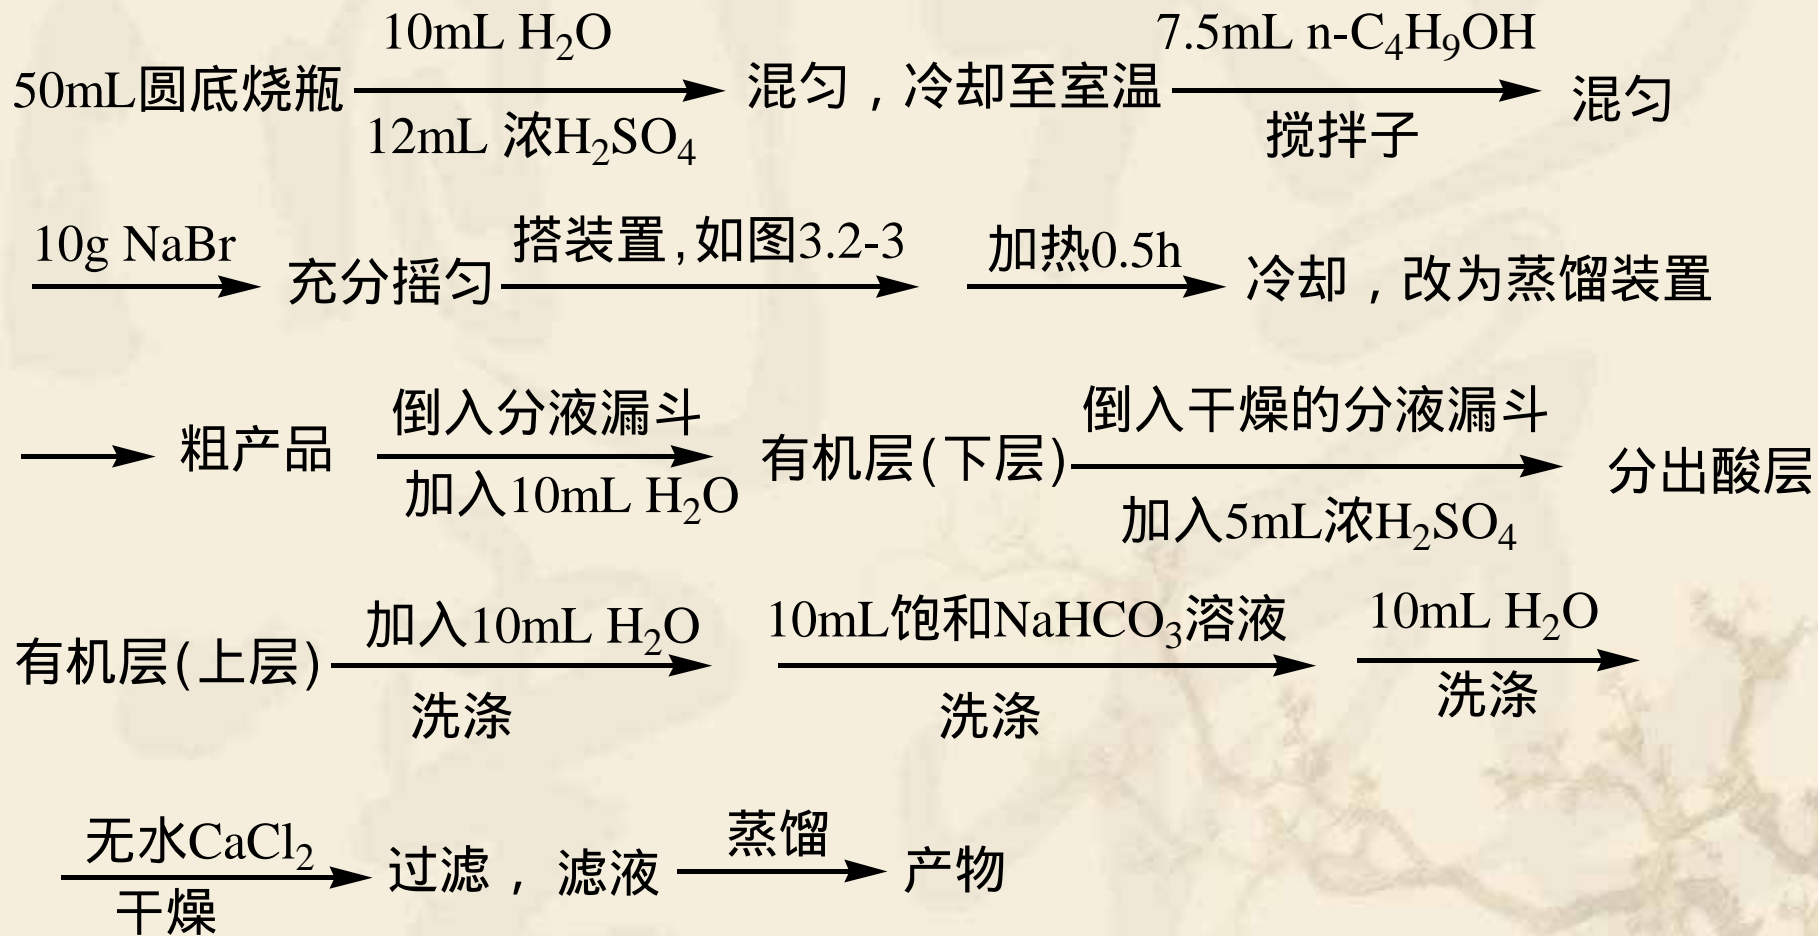 10mL H₂O 7.5mL n-C₄H₉OH
50mL圆底烧瓶 混匀，冷却至室温 混匀
12mL 浓H₂SO₄ 搅拌子
10g NaBr 搭装置,如图3.2-3 加热0.5h
充分摇匀 冷却，改为蒸馏装置
倒入分液漏斗 倒入干燥的分液漏斗
粗产品 有机层(下层) 分出酸层
加入10mL H₂O 加入5mL浓H₂SO₄
加入10mL H₂O 10mL饱和NaHCO₃溶液 10mL H₂O
有机层(上层)
洗涤 洗涤 洗涤
无水CaCl₂ 蒸馏
过滤，滤液 产物
干燥